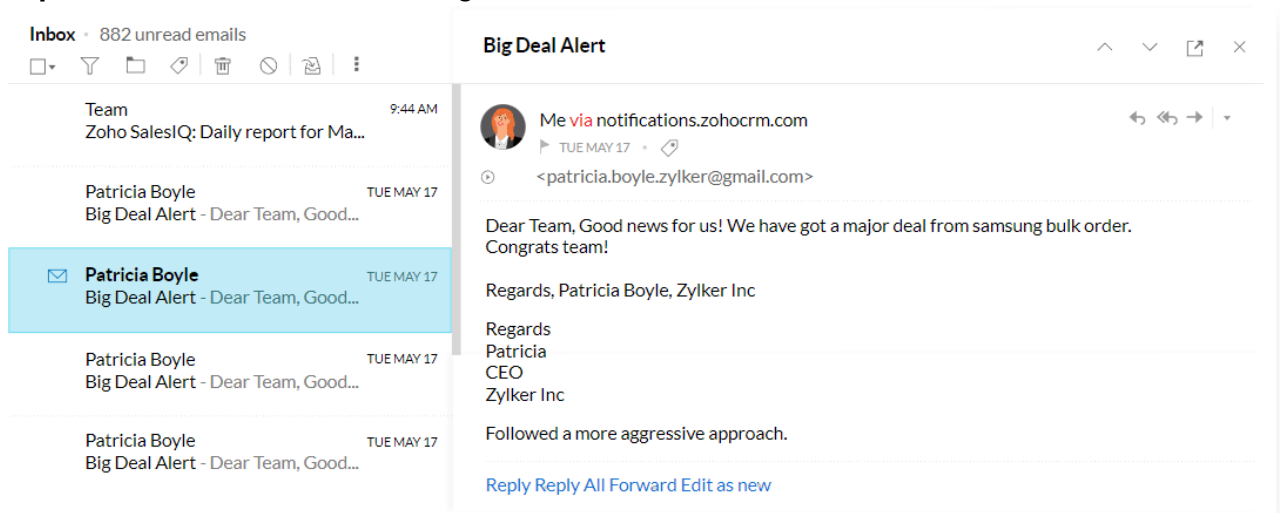 Inbox • 882 unread emails
Team 9:44 AM
Zoho SalesIQ: Daily report for Ma...
Patricia Boyle TUE MAY 17
Big Deal Alert - Dear Team, Good...
Patricia Boyle TUE MAY 17
Big Deal Alert - Dear Team, Good...
Patricia Boyle TUE MAY 17
Big Deal Alert - Dear Team, Good...
Patricia Boyle TUE MAY 17
Big Deal Alert - Dear Team, Good...
Big Deal Alert
Me via notifications.zohocrm.com
TUE MAY 17 •
<patricia.boyle.zylker@gmail.com>
Dear Team, Good news for us! We have got a major deal from samsung bulk order.
Congrats team!
Regards, Patricia Boyle, Zylker Inc
Regards
Patricia
CEO
Zylker Inc
Followed a more aggressive approach.
Reply Reply All Forward Edit as new